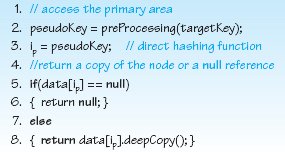 1. // access the primary area
2. pseudoKey = preProcessing(targetKey);
3. ip = pseudoKey; // direct hashing function
4. //return a copy of the node or a null reference
5. if(data[ip] == null)
6. { return null; }
7. else
8. { return data[ip].deepCopy(); }